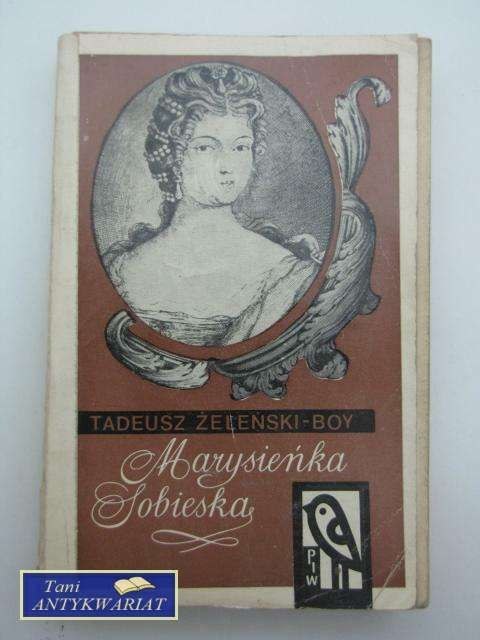 TADEUSZ ŻELEŃSKI-BOY
Marysieńka
Sobieska
PIW
Tani
ANTYKWARIAT